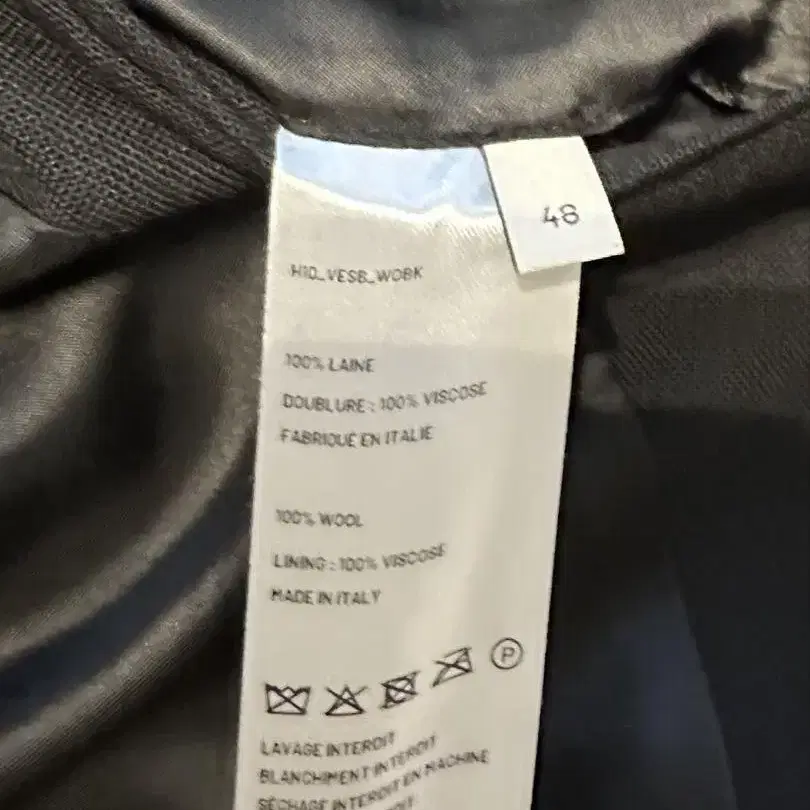 48
H10_VESB_WOBK
100% LAINE
DOUBLURE : 100% VISCOSE
FABRIQUÉ EN ITALIE
100% WOOL
LINING : 100% VISCOSE
MADE IN ITALY
P
LAVAGE INTERDIT
BLANCHIMENT INTERDIT
SÉCHAGE INTERDIT EN MACHINE